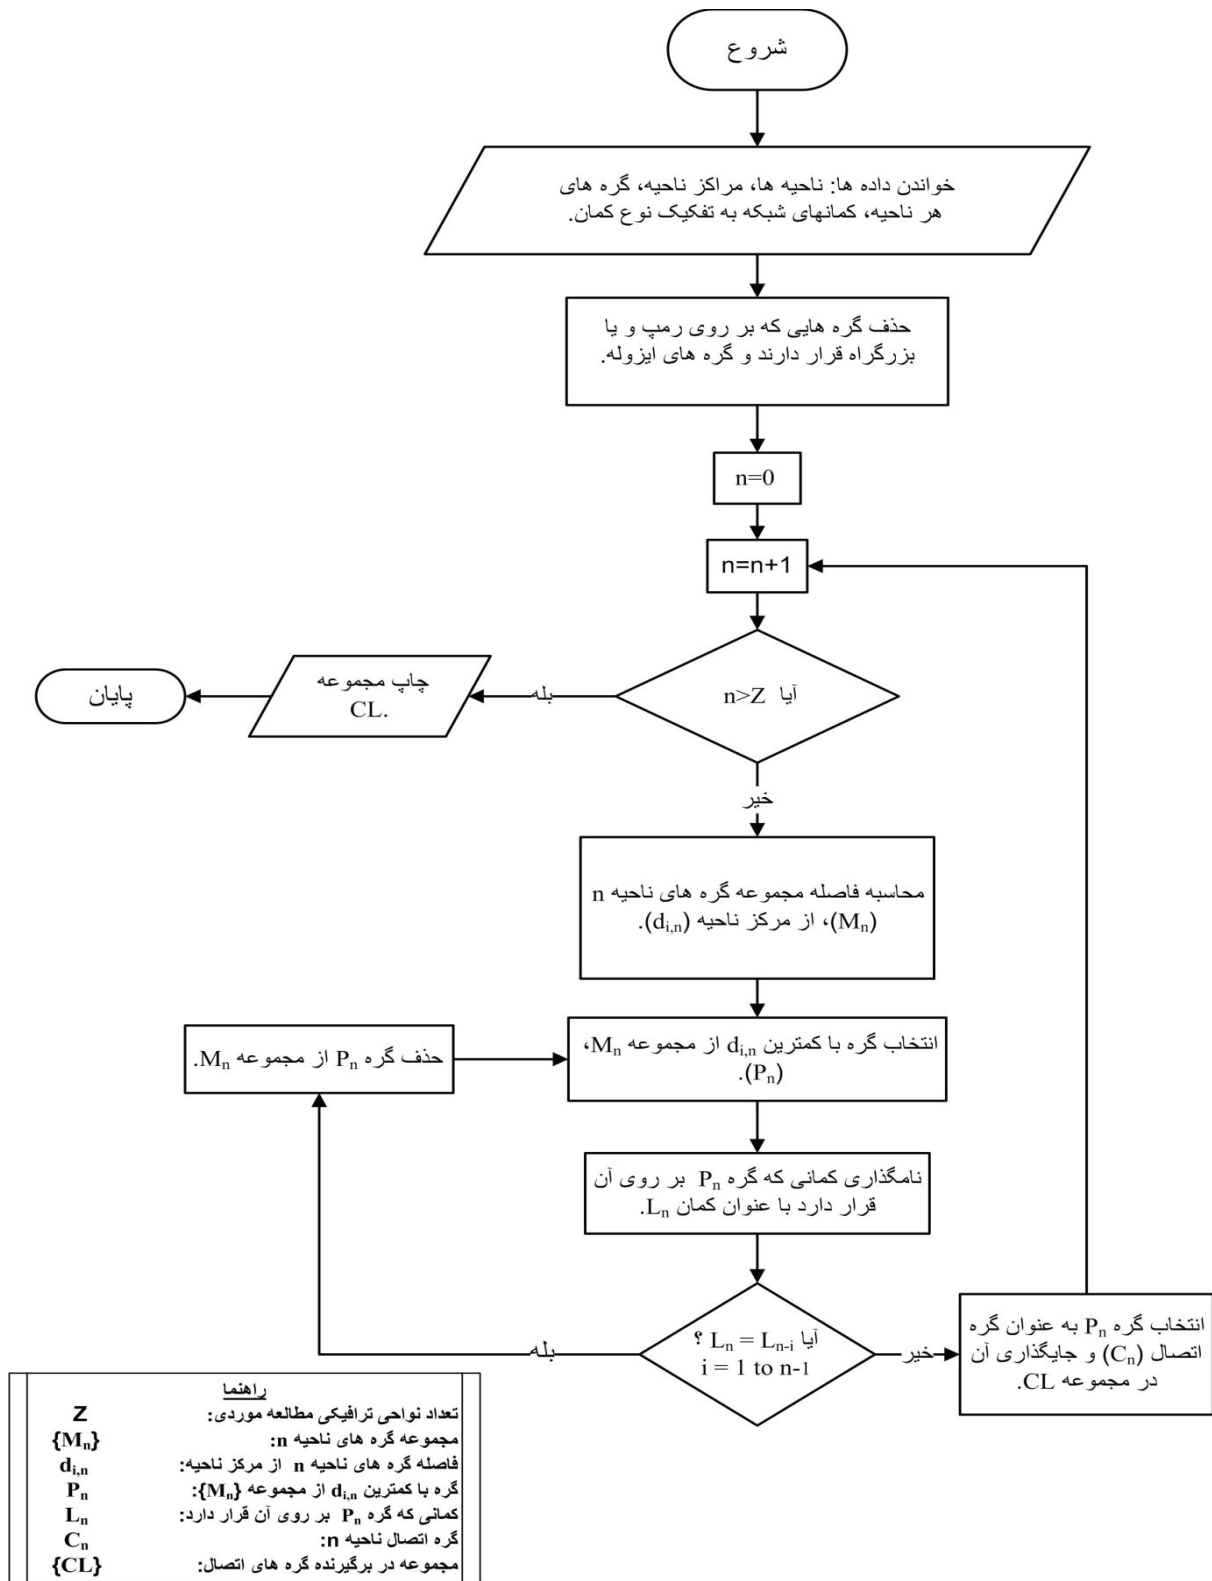 شروع
خواندن داده ها: ناحیه ها، مراکز ناحیه، گره های
هر ناحیه، کمانهای شبکه به تفکیک نوع کمان.
حذف گره هایی که بر روی رمپ و یا
بزرگراه قرار دارند و گره های ایزوله.
n=0
n=n+1
آیا n>Z
بله
چاپ مجموعه
CL.
پایان
خیر
محاسبه فاصله مجموعه گره های ناحیه n
(Mn)، از مرکز ناحیه (di,n).
انتخاب گره با کمترین di,n از مجموعه Mn،
(Pn).
حذف گره Pn از مجموعه Mn.
نامگذاری کمانی که گره Pn بر روی آن
قرار دارد با عنوان کمان Ln.
آیا Ln = Ln-i ؟
i = 1 to n-1
بله
خیر
انتخاب گره Pn به عنوان گره
اتصال (Cn) و جایگذاری آن
در مجموعه CL.
راهنما
تعداد نواحی ترافیکی مطالعه موردی: Z
مجموعه گره های ناحیه n: {Mn}
فاصله گره های ناحیه n از مرکز ناحیه: di,n
گره با کمترین di,n از مجموعه {Mn}: Pn
کمانی که گره Pn بر روی آن قرار دارد: Ln
گره اتصال ناحیه n: Cn
مجموعه در برگیرنده گره های اتصال: {CL}